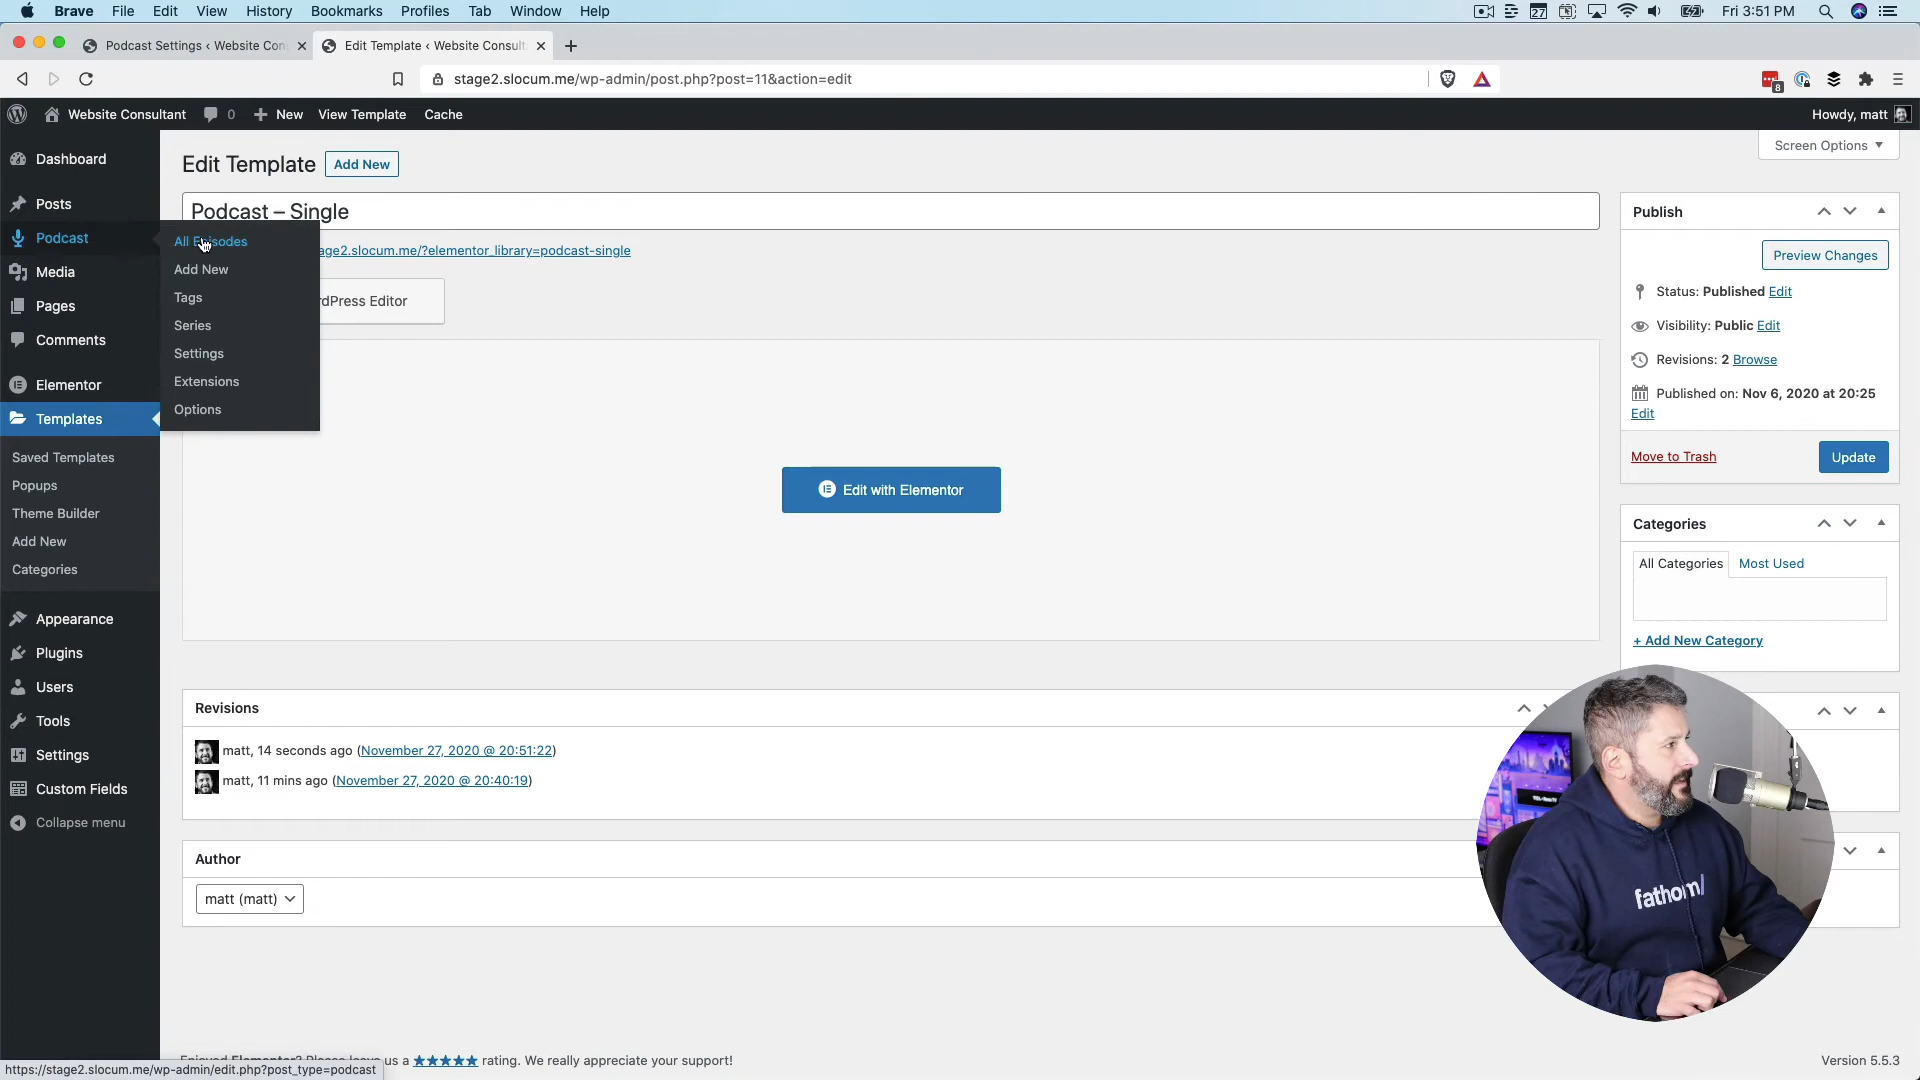 Brave File Edit View History Bookmarks Profiles Tab Window Help
27
Fri 3:51 PM
Podcast Settings ‹ Website Con
Edit Template ‹ Website Consult
stage2.slocum.me/wp-admin/post.php?post=11&action=edit
8
Website Consultant 0 New View Template Cache
Howdy, matt
Screen Options
Dashboard
Posts
Podcast
Media
Pages
Comments
Elementor
Templates
Saved Templates
Popups
Theme Builder
Add New
Categories
Appearance
Plugins
Users
Tools
Settings
Custom Fields
Collapse menu
All Episodes
Add New
Tags
Series
Settings
Extensions
Options
Edit Template Add New
Podcast – Single
age2.slocum.me/?elementor_library=podcast-single
rdPress Editor
Edit with Elementor
Revisions
matt, 14 seconds ago (November 27, 2020 @ 20:51:22)
matt, 11 mins ago (November 27, 2020 @ 20:40:19)
Author
matt (matt)
Publish
Preview Changes
Status: Published Edit
Visibility: Public Edit
Revisions: 2 Browse
Published on: Nov 6, 2020 at 20:25
Edit
Move to Trash
Update
Categories
All Categories Most Used
+ Add New Category
fathom/
us a ★★★★★ rating. We really appreciate your support!
Version 5.5.3
https://stage2.slocum.me/wp-admin/edit.php?post_type=podcast